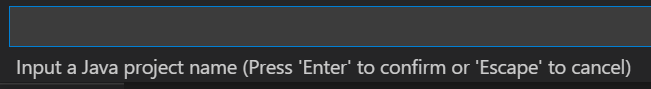 Input a Java project name (Press 'Enter' to confirm or 'Escape' to cancel)